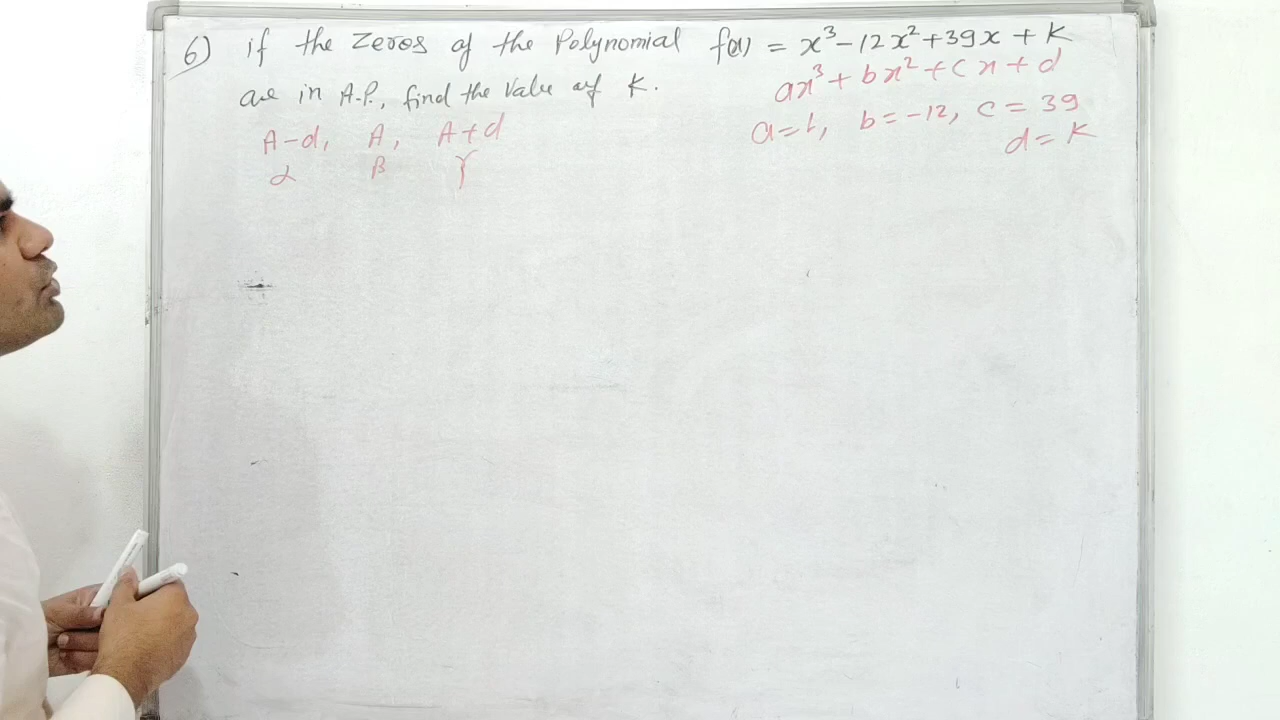 6) if the Zeros of the Polynomial f(x) = x³-12x²+39x + K
are in A.P., find the Value of K.
ax³ + bx² + cx + d
a=1, b=-12, c = 39
d= K
A-d, A, A+d
α β γ